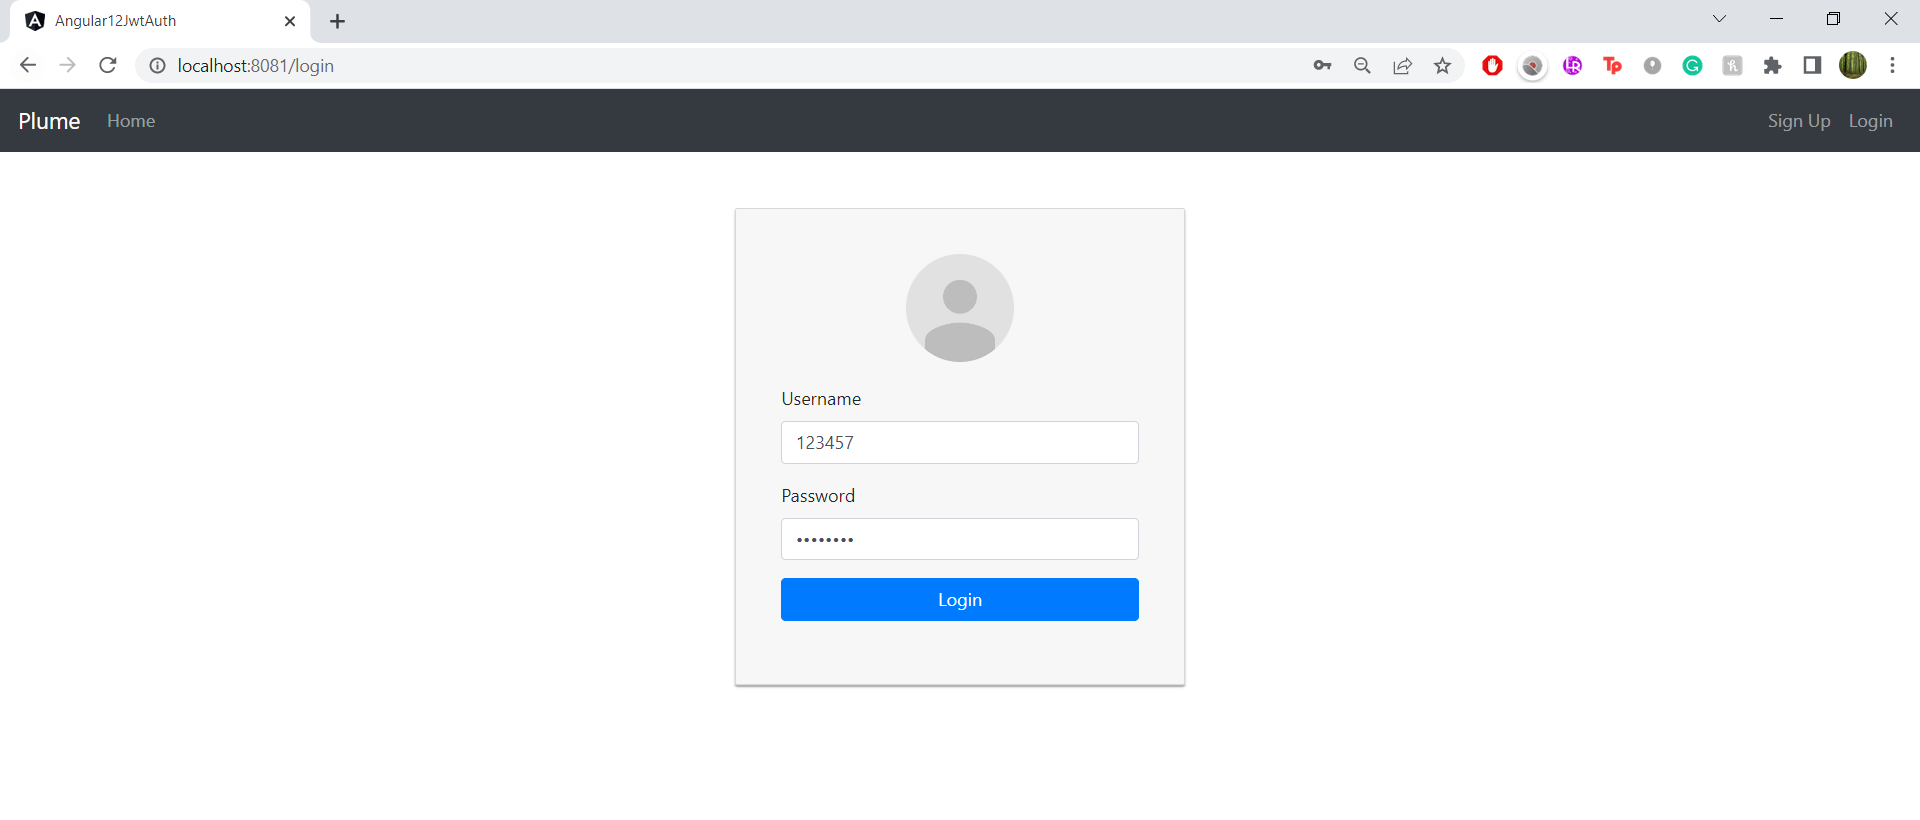 Angular12JwtAuth
localhost:8081/login
Plume Home Sign Up Login
Username
123457
Password
••••••••
Login